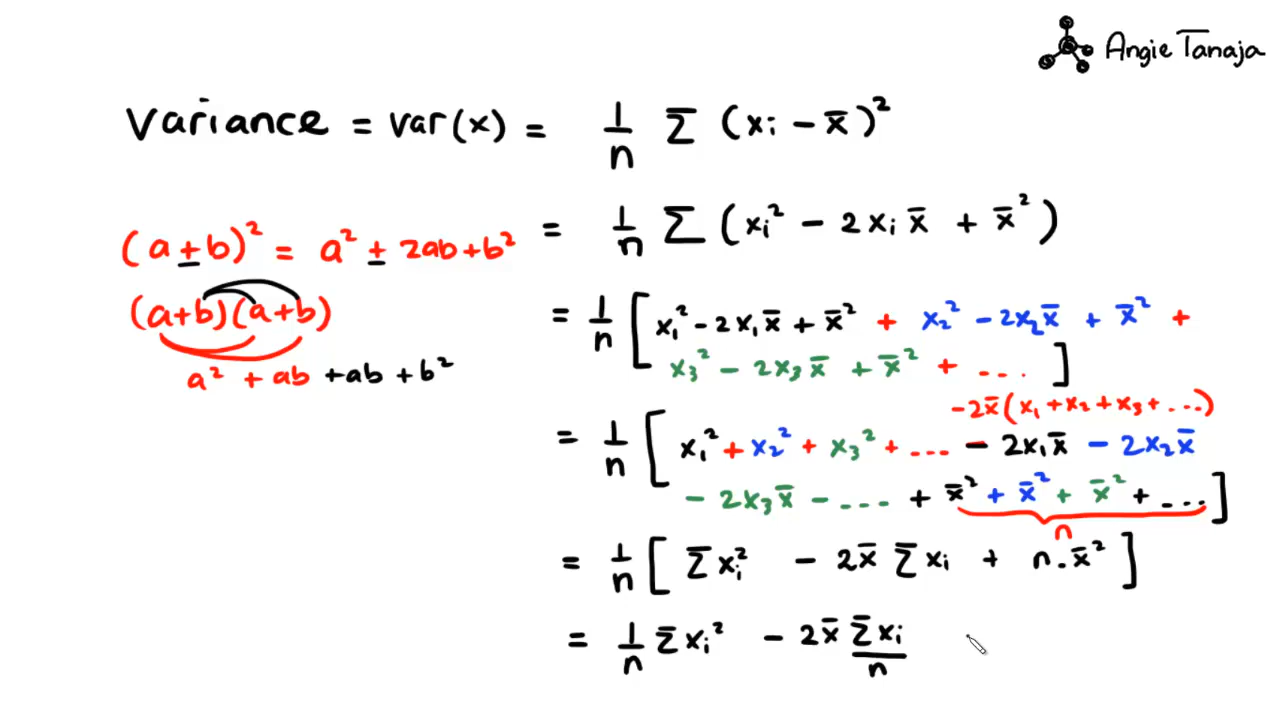 Angie Tanaja
Variance = var(x) = 1/n Σ (xi − x̄)²
= 1/n Σ (xi² − 2xi x̄ + x̄²)
(a ± b)² = a² ± 2ab + b²
(a+b)(a+b)
a² + ab + ab + b²
= 1/n [ x₁² − 2x₁x̄ + x̄² + x₂² − 2x₂x̄ + x̄² +
x₃² − 2x₃x̄ + x̄² + ... ]
−2x̄(x₁ + x₂ + x₃ + ...)
= 1/n [ x₁² + x₂² + x₃² + ... − 2x₁x̄ − 2x₂x̄
− 2x₃x̄ − ... + x̄² + x̄² + x̄² + ... ]
n
= 1/n [ Σxi² − 2x̄ Σxi + n.x̄² ]
= 1/n Σxi² − 2x̄ Σxi/n